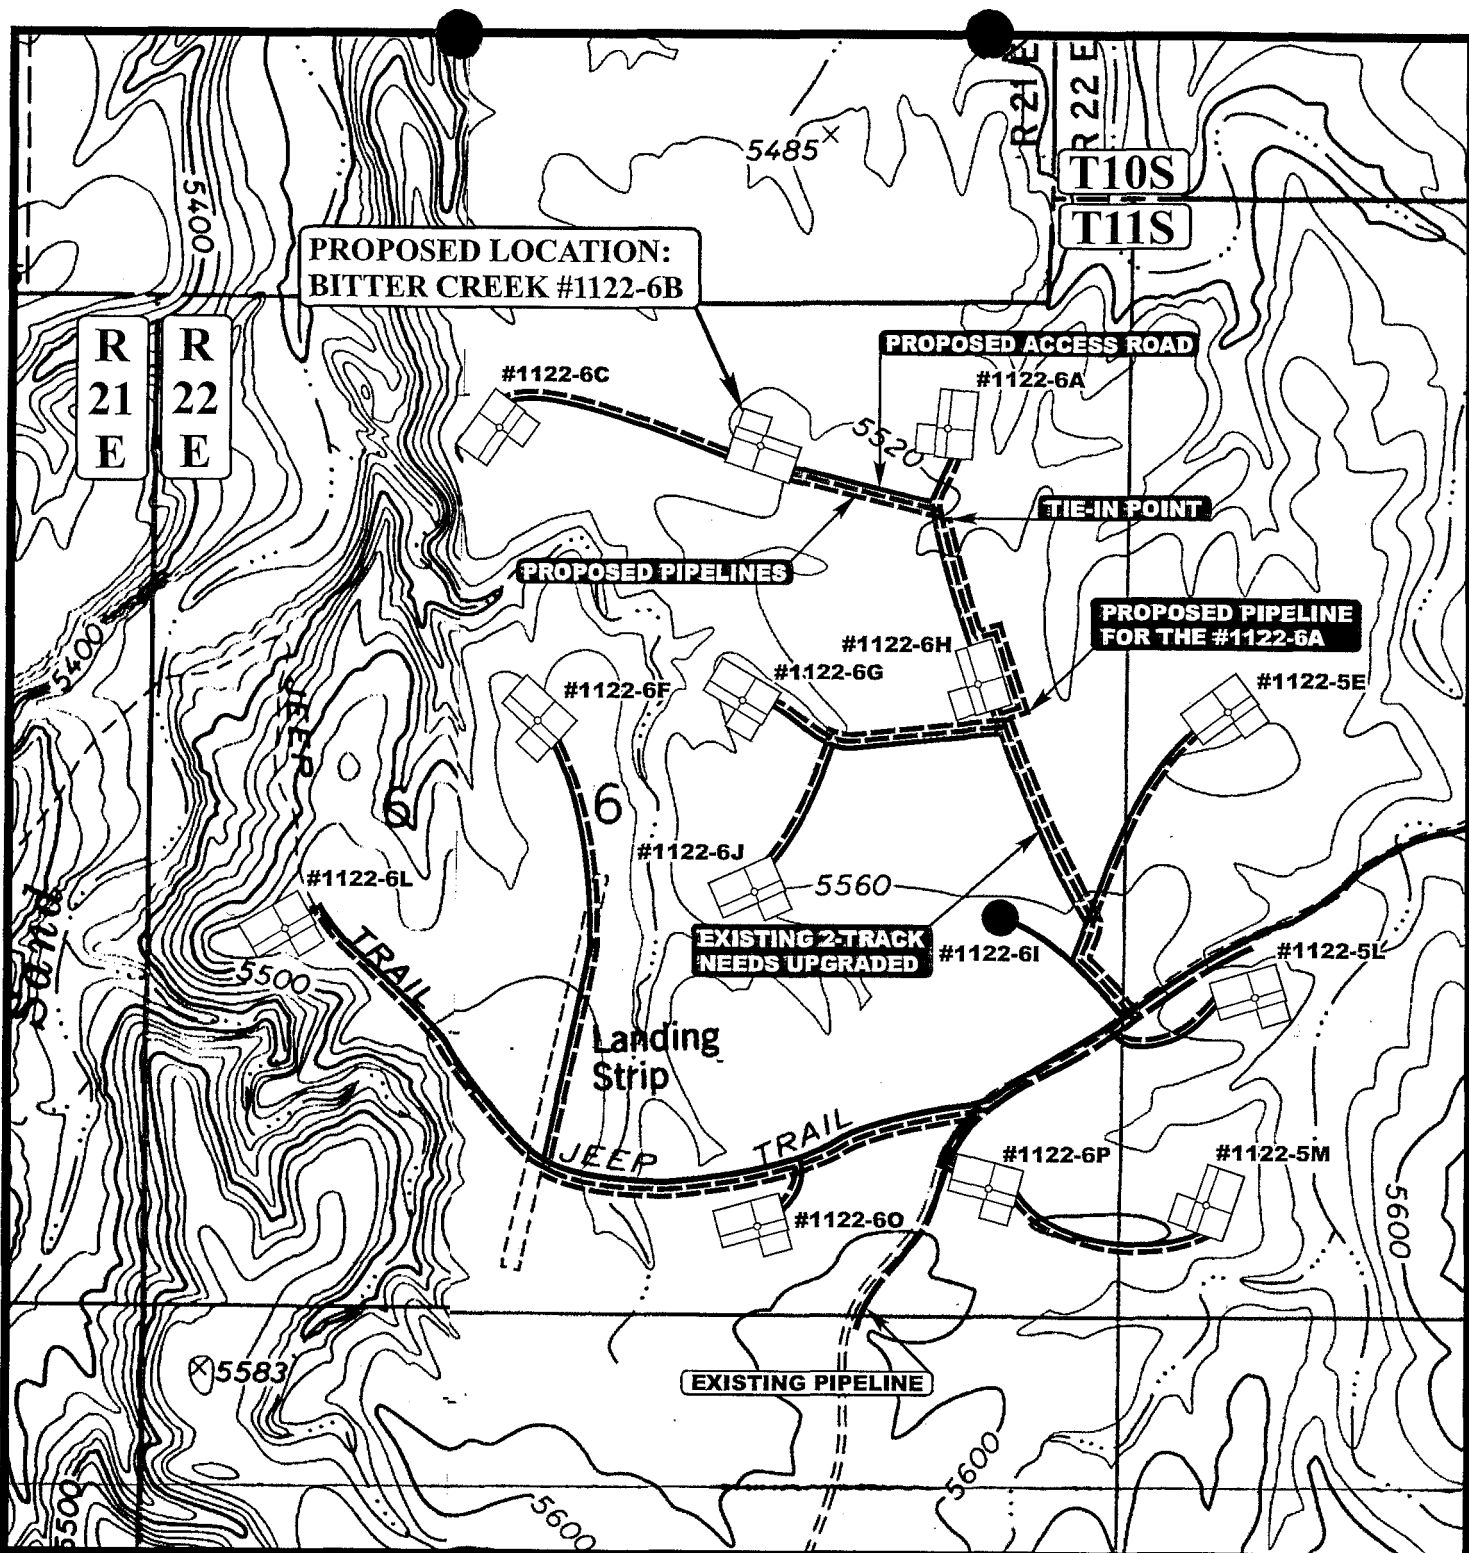 R 21 E
R 22 E
5485
T10S
T11S
5400
PROPOSED LOCATION:
BITTER CREEK #1122-6B
R
21
E
R
22
E
PROPOSED ACCESS ROAD
#1122-6C
#1122-6A
5520
TIE-IN POINT
PROPOSED PIPELINES
PROPOSED PIPELINE
FOR THE #1122-6A
5400
#1122-6H
#1122-6G
#1122-6F
#1122-5E
JEEP
6
6
#1122-6J
#1122-6L
5560
Sand
TRAIL
EXISTING 2-TRACK
NEEDS UPGRADED
#1122-6I
#1122-5L
5500
Landing
Strip
JEEP
TRAIL
#1122-6P
#1122-5M
#1122-6O
5600
5583
EXISTING PIPELINE
5600
5500
5600